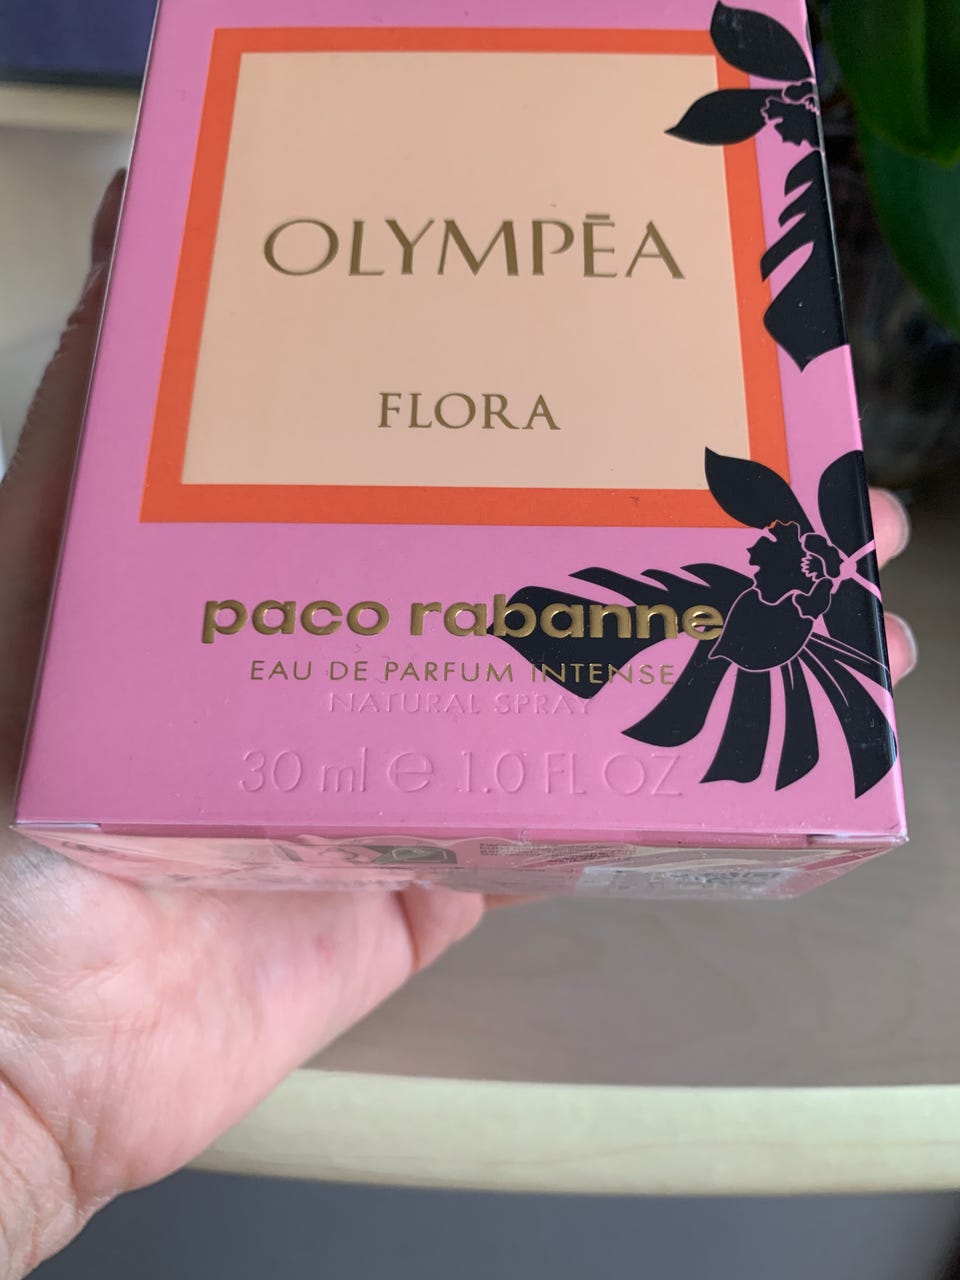 OLYMPĒA
FLORA
paco rabanne
EAU DE PARFUM INTENSE
NATURAL SPRAY
30 ml ℮ 1.0 FL OZ